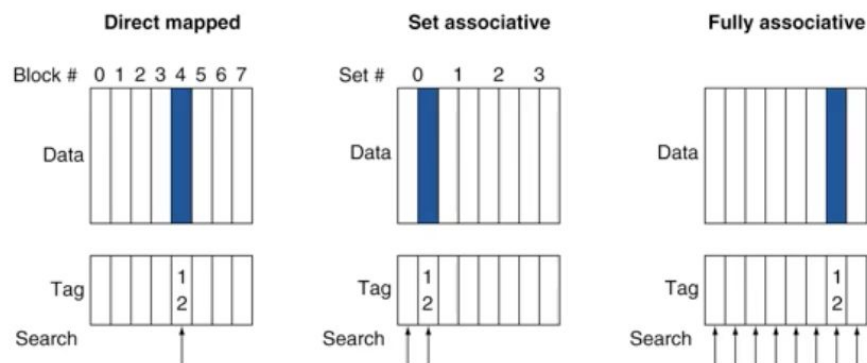 Direct mapped
Set associative
Fully associative
Block # 0 1 2 3 4 5 6 7
Set # 0 1 2 3
Data
Data
Data
Tag
1
2
Tag
1
2
Tag
1
2
Search
Search
Search